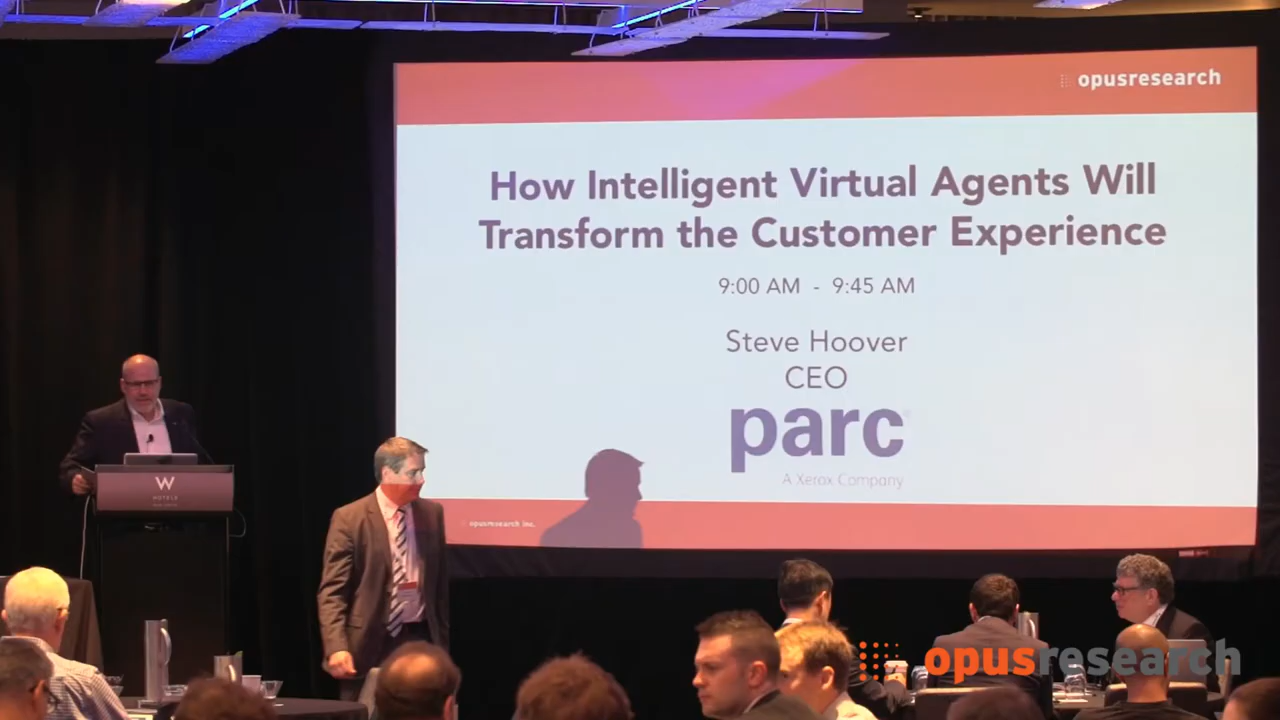 opusresearch
How Intelligent Virtual Agents Will
Transform the Customer Experience
9:00 AM - 9:45 AM
Steve Hoover
CEO
parc
A Xerox Company
opusresearch inc.
W
HOTELS
opusresearch